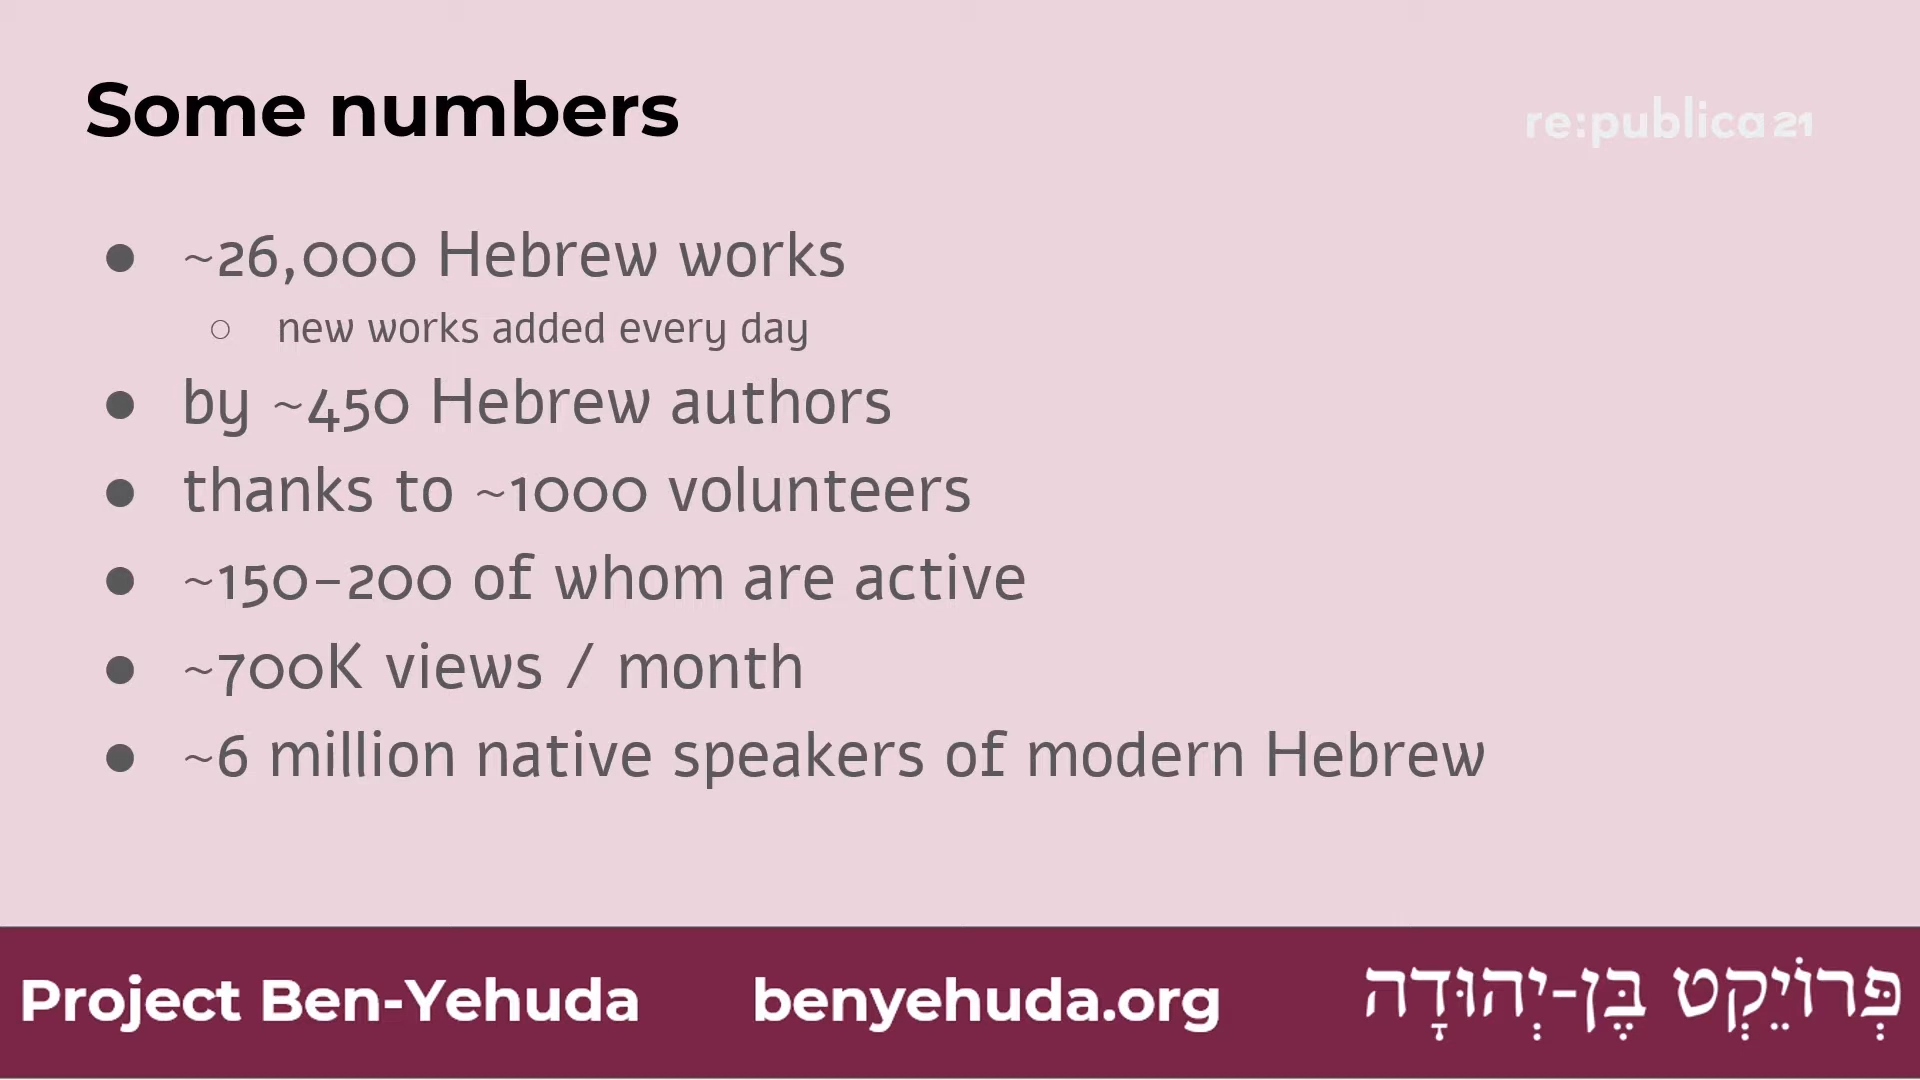 Some numbers
re:publica 21
● ~26,000 Hebrew works
○ new works added every day
● by ~450 Hebrew authors
● thanks to ~1000 volunteers
● ~150-200 of whom are active
● ~700K views / month
● ~6 million native speakers of modern Hebrew
Project Ben-Yehuda benyehuda.org פְּרוֹיֵקְט בֶּן-יְהוּדָה